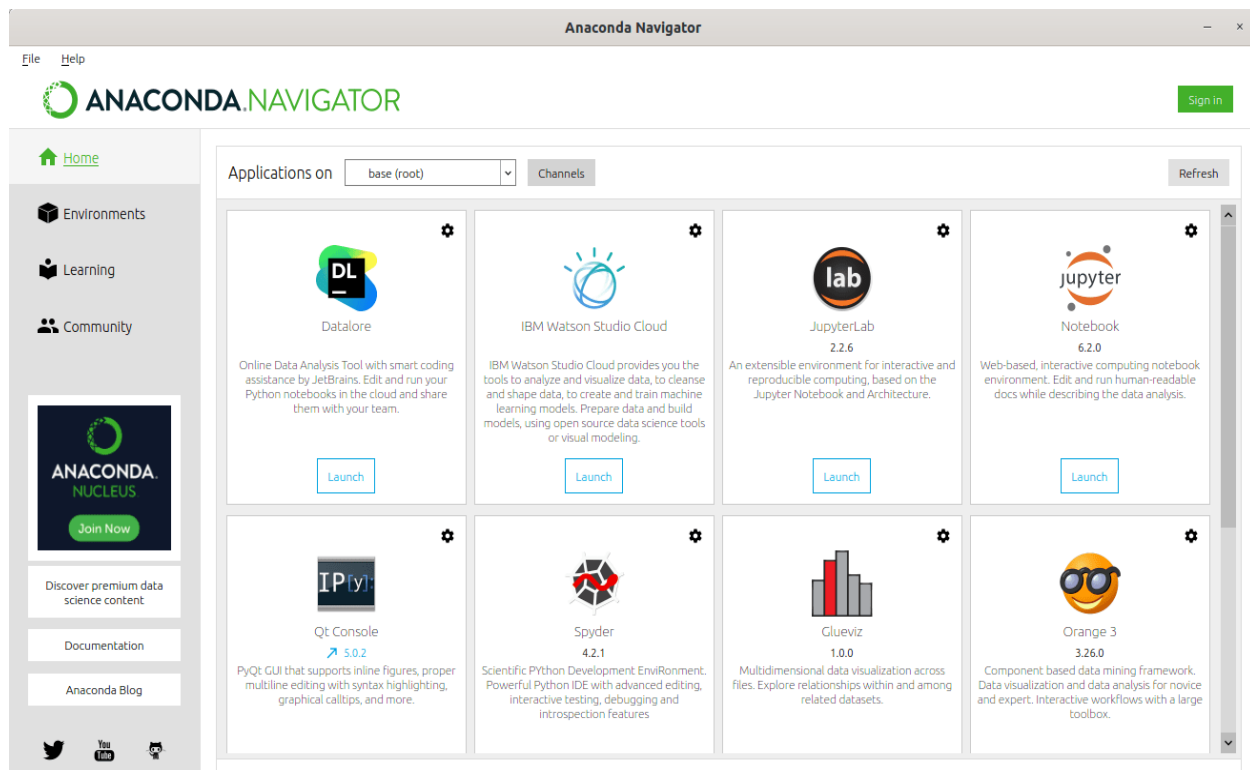 Anaconda Navigator
File Help
ANACONDA.NAVIGATOR
Sign in
Home
Environments
Learning
Community
ANACONDA.
NUCLEUS
Join Now
Discover premium data
science content
Documentation
Anaconda Blog
You
Tube
Applications on base (root) Channels Refresh
DL
Datalore
Online Data Analysis Tool with smart coding
assistance by JetBrains. Edit and run your
Python notebooks in the cloud and share
them with your team.
Launch
IBM Watson Studio Cloud
IBM Watson Studio Cloud provides you the
tools to analyze and visualize data, to cleanse
and shape data, to create and train machine
learning models. Prepare data and build
models, using open source data science tools
or visual modeling.
Launch
lab
JupyterLab
2.2.6
An extensible environment for interactive and
reproducible computing, based on the
Jupyter Notebook and Architecture.
Launch
jupyter
Notebook
6.2.0
Web-based, interactive computing notebook
environment. Edit and run human-readable
docs while describing the data analysis.
Launch
IP[y]:
Qt Console
5.0.2
PyQt GUI that supports inline figures, proper
multiline editing with syntax highlighting,
graphical calltips, and more.
Spyder
4.2.1
Scientific PYthon Development EnviRonment.
Powerful Python IDE with advanced editing,
interactive testing, debugging and
introspection features
Glueviz
1.0.0
Multidimensional data visualization across
files. Explore relationships within and among
related datasets.
Orange 3
3.26.0
Component based data mining framework.
Data visualization and data analysis for novice
and expert. Interactive workflows with a large
toolbox.